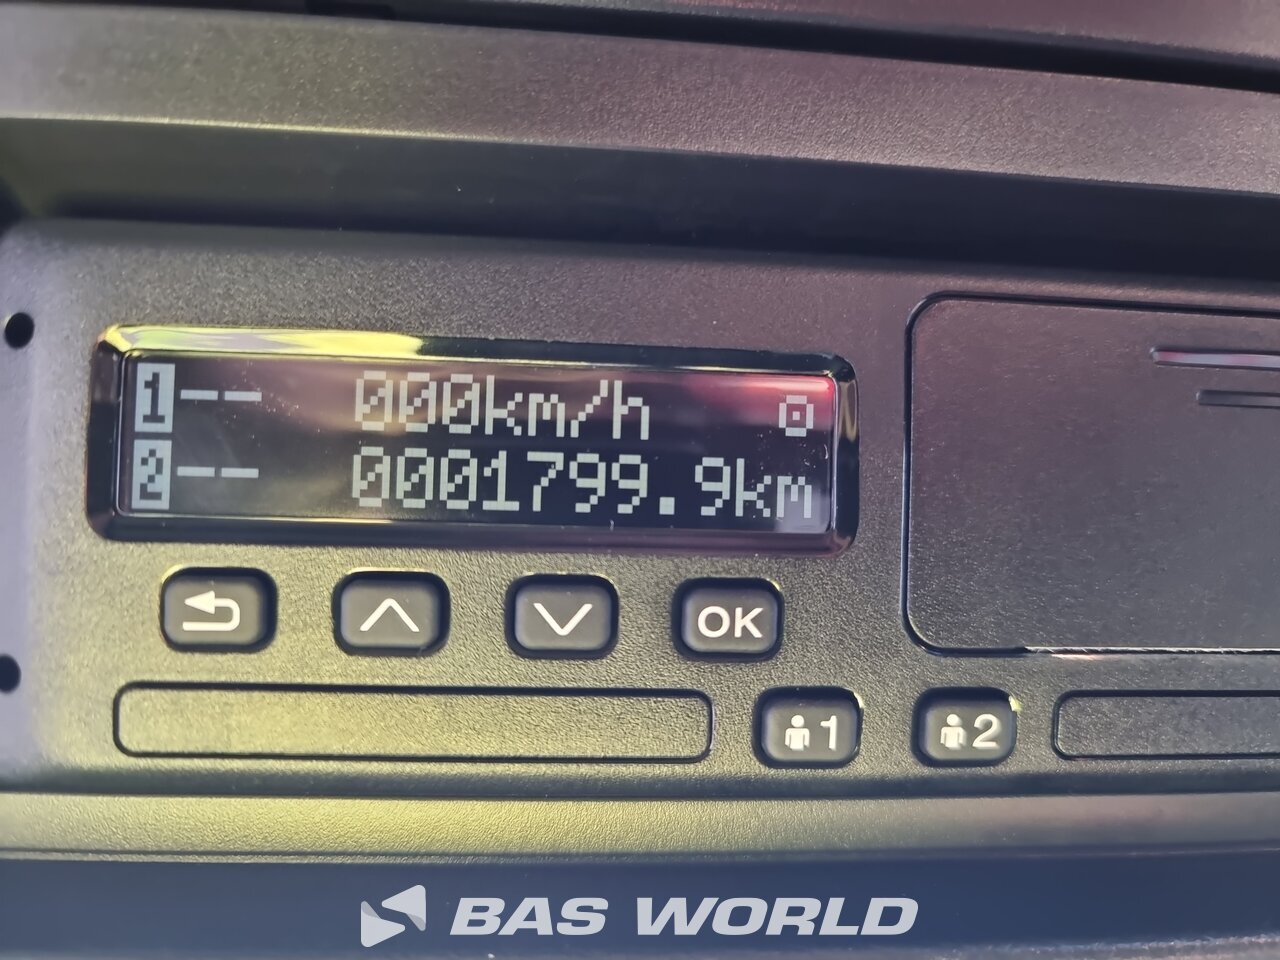 1 -- 000km/h
2 -- 0001799.9km
OK
1 2
BAS WORLD